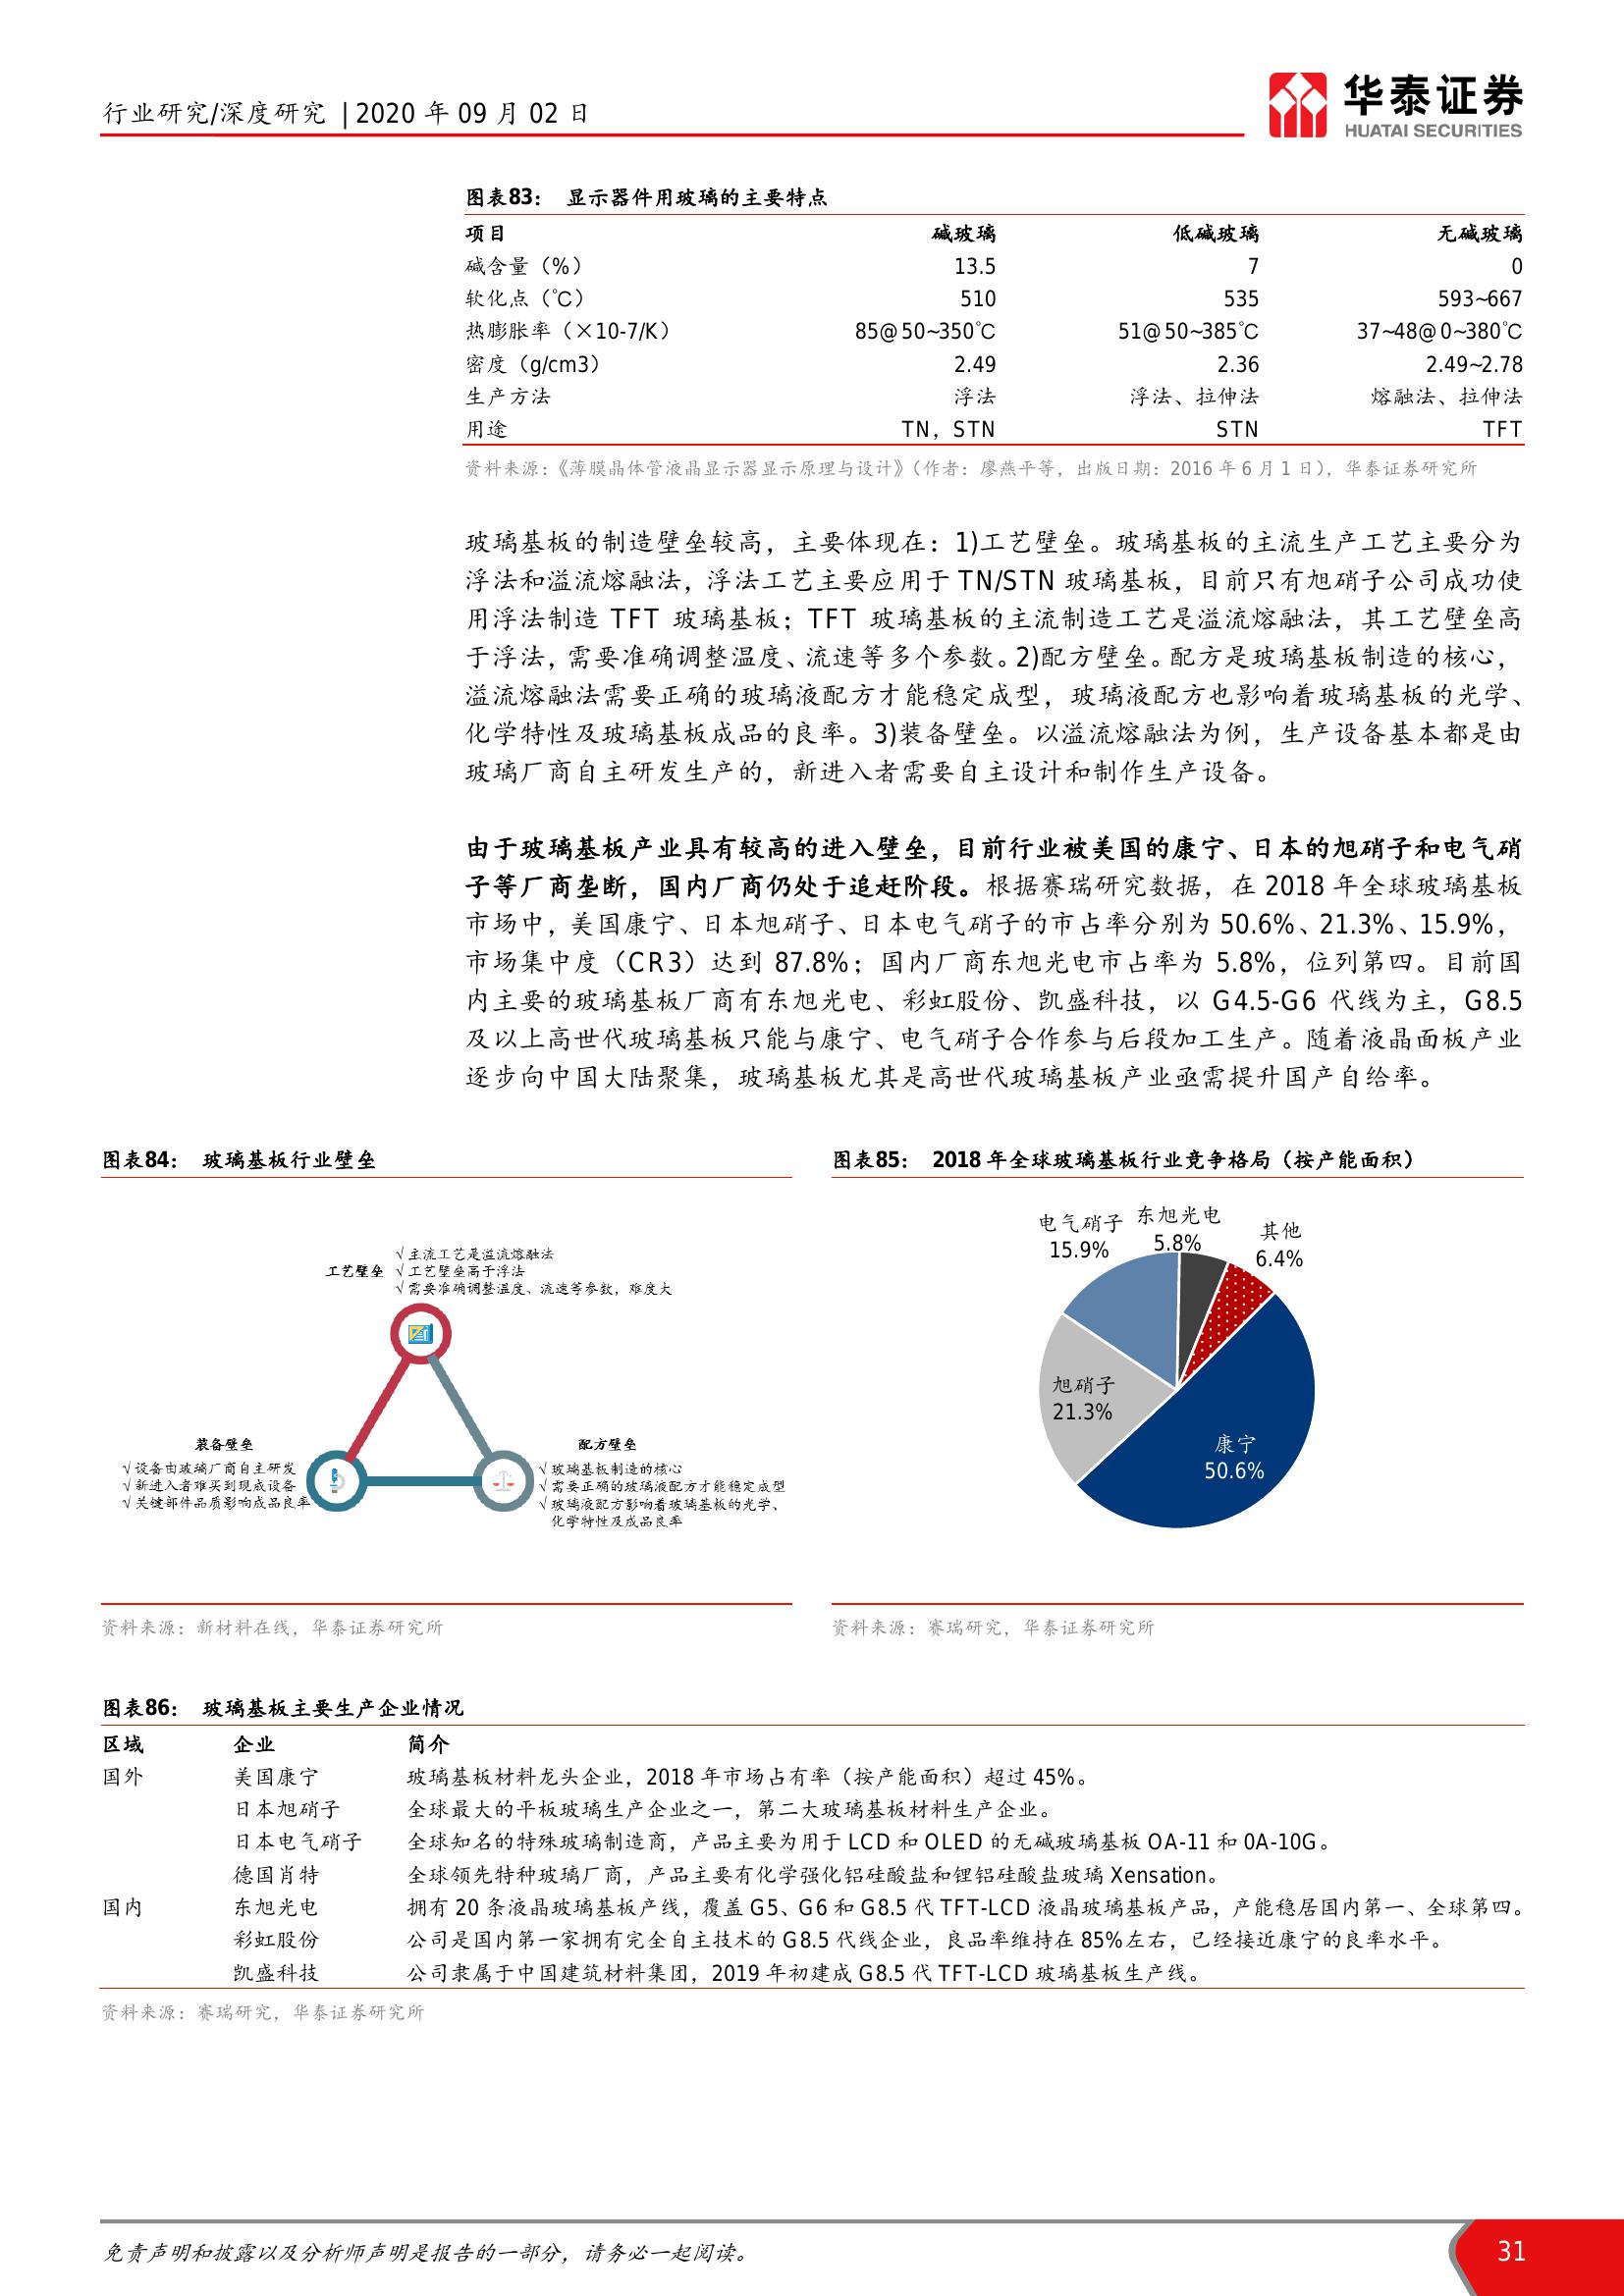 行业研究/深度研究 | 2020 年 09 月 02 日
华泰证券
HUATAI SECURITIES
图表83： 显示器件用玻璃的主要特点
项目 碱玻璃 低碱玻璃 无碱玻璃
碱含量（%） 13.5 7 0
软化点（℃） 510 535 593~667
热膨胀率（×10-7/K） 85@50~350℃ 51@50~385℃ 37~48@0~380℃
密度（g/cm3） 2.49 2.36 2.49~2.78
生产方法 浮法 浮法、拉伸法 熔融法、拉伸法
用途 TN，STN STN TFT
资料来源：《薄膜晶体管液晶显示器显示原理与设计》（作者：廖燕平等，出版日期：2016 年 6 月 1 日），华泰证券研究所
玻璃基板的制造壁垒较高，主要体现在：1)工艺壁垒。玻璃基板的主流生产工艺主要分为
浮法和溢流熔融法，浮法工艺主要应用于 TN/STN 玻璃基板，目前只有旭硝子公司成功使
用浮法制造 TFT 玻璃基板；TFT 玻璃基板的主流制造工艺是溢流熔融法，其工艺壁垒高
于浮法，需要准确调整温度、流速等多个参数。2)配方壁垒。配方是玻璃基板制造的核心，
溢流熔融法需要正确的玻璃液配方才能稳定成型，玻璃液配方也影响着玻璃基板的光学、
化学特性及玻璃基板成品的良率。3)装备壁垒。以溢流熔融法为例，生产设备基本都是由
玻璃厂商自主研发生产的，新进入者需要自主设计和制作生产设备。
由于玻璃基板产业具有较高的进入壁垒，目前行业被美国的康宁、日本的旭硝子和电气硝
子等厂商垄断，国内厂商仍处于追赶阶段。根据赛瑞研究数据，在 2018 年全球玻璃基板
市场中，美国康宁、日本旭硝子、日本电气硝子的市占率分别为 50.6%、21.3%、15.9%，
市场集中度（CR3）达到 87.8%；国内厂商东旭光电市占率为 5.8%，位列第四。目前国
内主要的玻璃基板厂商有东旭光电、彩虹股份、凯盛科技，以 G4.5-G6 代线为主，G8.5
及以上高世代玻璃基板只能与康宁、电气硝子合作参与后段加工生产。随着液晶面板产业
逐步向中国大陆聚集，玻璃基板尤其是高世代玻璃基板产业亟需提升国产自给率。
图表84： 玻璃基板行业壁垒
工艺壁垒
√主流工艺是溢流熔融法
√工艺壁垒高于浮法
√需要准确调整温度、流速等参数，难度大
装备壁垒
√设备由玻璃厂商自主研发
√新进入者难买到现成设备
√关键部件品质影响成品良率
配方壁垒
√玻璃基板制造的核心
√需要正确的玻璃液配方才能稳定成型
√玻璃液配方影响着玻璃基板的光学、
化学特性及成品良率
资料来源：新材料在线，华泰证券研究所
图表85： 2018 年全球玻璃基板行业竞争格局（按产能面积）
电气硝子
15.9%
东旭光电
5.8%
其他
6.4%
旭硝子
21.3%
康宁
50.6%
资料来源：赛瑞研究，华泰证券研究所
图表86： 玻璃基板主要生产企业情况
区域 企业 简介
国外 美国康宁 玻璃基板材料龙头企业，2018 年市场占有率（按产能面积）超过 45%。
日本旭硝子 全球最大的平板玻璃生产企业之一，第二大玻璃基板材料生产企业。
日本电气硝子 全球知名的特殊玻璃制造商，产品主要为用于 LCD 和 OLED 的无碱玻璃基板 OA-11 和 0A-10G。
德国肖特 全球领先特种玻璃厂商，产品主要有化学强化铝硅酸盐和锂铝硅酸盐玻璃 Xensation。
国内 东旭光电 拥有 20 条液晶玻璃基板产线，覆盖 G5、G6 和 G8.5 代 TFT-LCD 液晶玻璃基板产品，产能稳居国内第一、全球第四。
彩虹股份 公司是国内第一家拥有完全自主技术的 G8.5 代线企业，良品率维持在 85%左右，已经接近康宁的良率水平。
凯盛科技 公司隶属于中国建筑材料集团，2019 年初建成 G8.5 代 TFT-LCD 玻璃基板生产线。
资料来源：赛瑞研究，华泰证券研究所
免责声明和披露以及分析师声明是报告的一部分，请务必一起阅读。
31